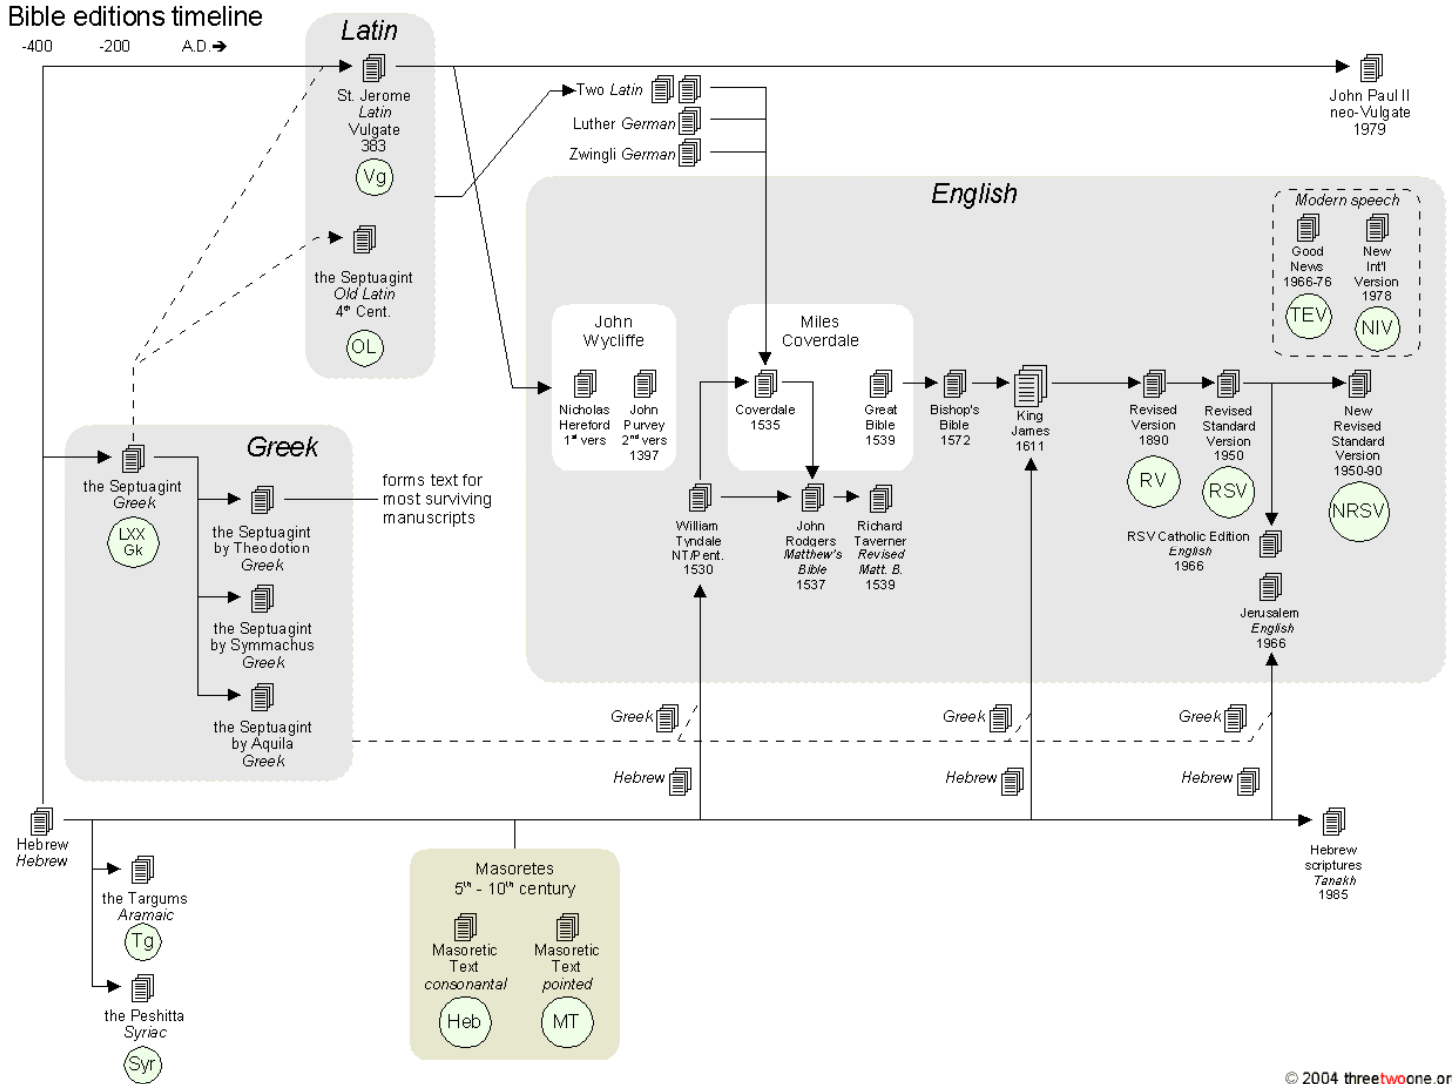 Bible editions timeline
-400 -200 A.D.
Latin
St. Jerome
Latin
Vulgate
383
Vg
the Septuagint
Old Latin
4th Cent.
OL
Two Latin
Luther German
Zwingli German
John Paul II
neo-Vulgate
1979
English
Modern speech
Good
News
1966-76
TEV
New
Int'l
Version
1978
NIV
John
Wycliffe
Nicholas
Hereford
1st vers
John
Purvey
2nd vers
1397
Miles
Coverdale
Coverdale
1535
Great
Bible
1539
Bishop's
Bible
1572
King
James
1611
Revised
Version
1890
RV
Revised
Standard
Version
1950
RSV
New
Revised
Standard
Version
1950-90
NRSV
William
Tyndale
NT/Pent.
1530
John
Rodgers
Matthew's
Bible
1537
Richard
Taverner
Revised
Matt. B.
1539
RSV Catholic Edition
English
1966
Jerusalem
English
1966
Greek
the Septuagint
Greek
LXX
Gk
the Septuagint
by Theodotion
Greek
forms text for
most surviving
manuscripts
the Septuagint
by Symmachus
Greek
the Septuagint
by Aquila
Greek
Greek
Greek
Greek
Hebrew
Hebrew
Hebrew
Hebrew
Hebrew
the Targums
Aramaic
Tg
the Peshitta
Syriac
Syr
Masoretes
5th - 10th century
Masoretic
Text
consonantal
Heb
Masoretic
Text
pointed
MT
Hebrew
scriptures
Tanakh
1985
© 2004 threetwoone.or